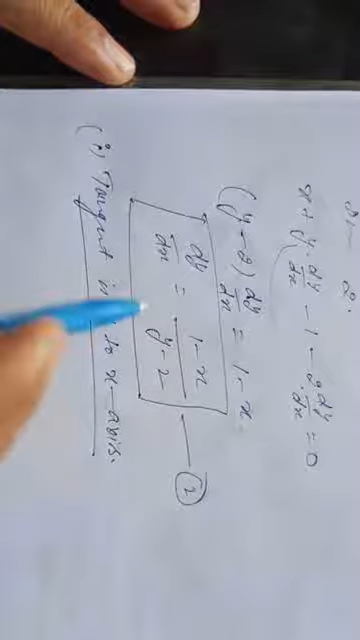 x + y dy/dx - 1 - 2 dy/dx = 0
(y - 2) dy/dx = 1 - x
dy/dx = (1 - x)/(y - 2) — ②
(i) Tangent is to x-axis.